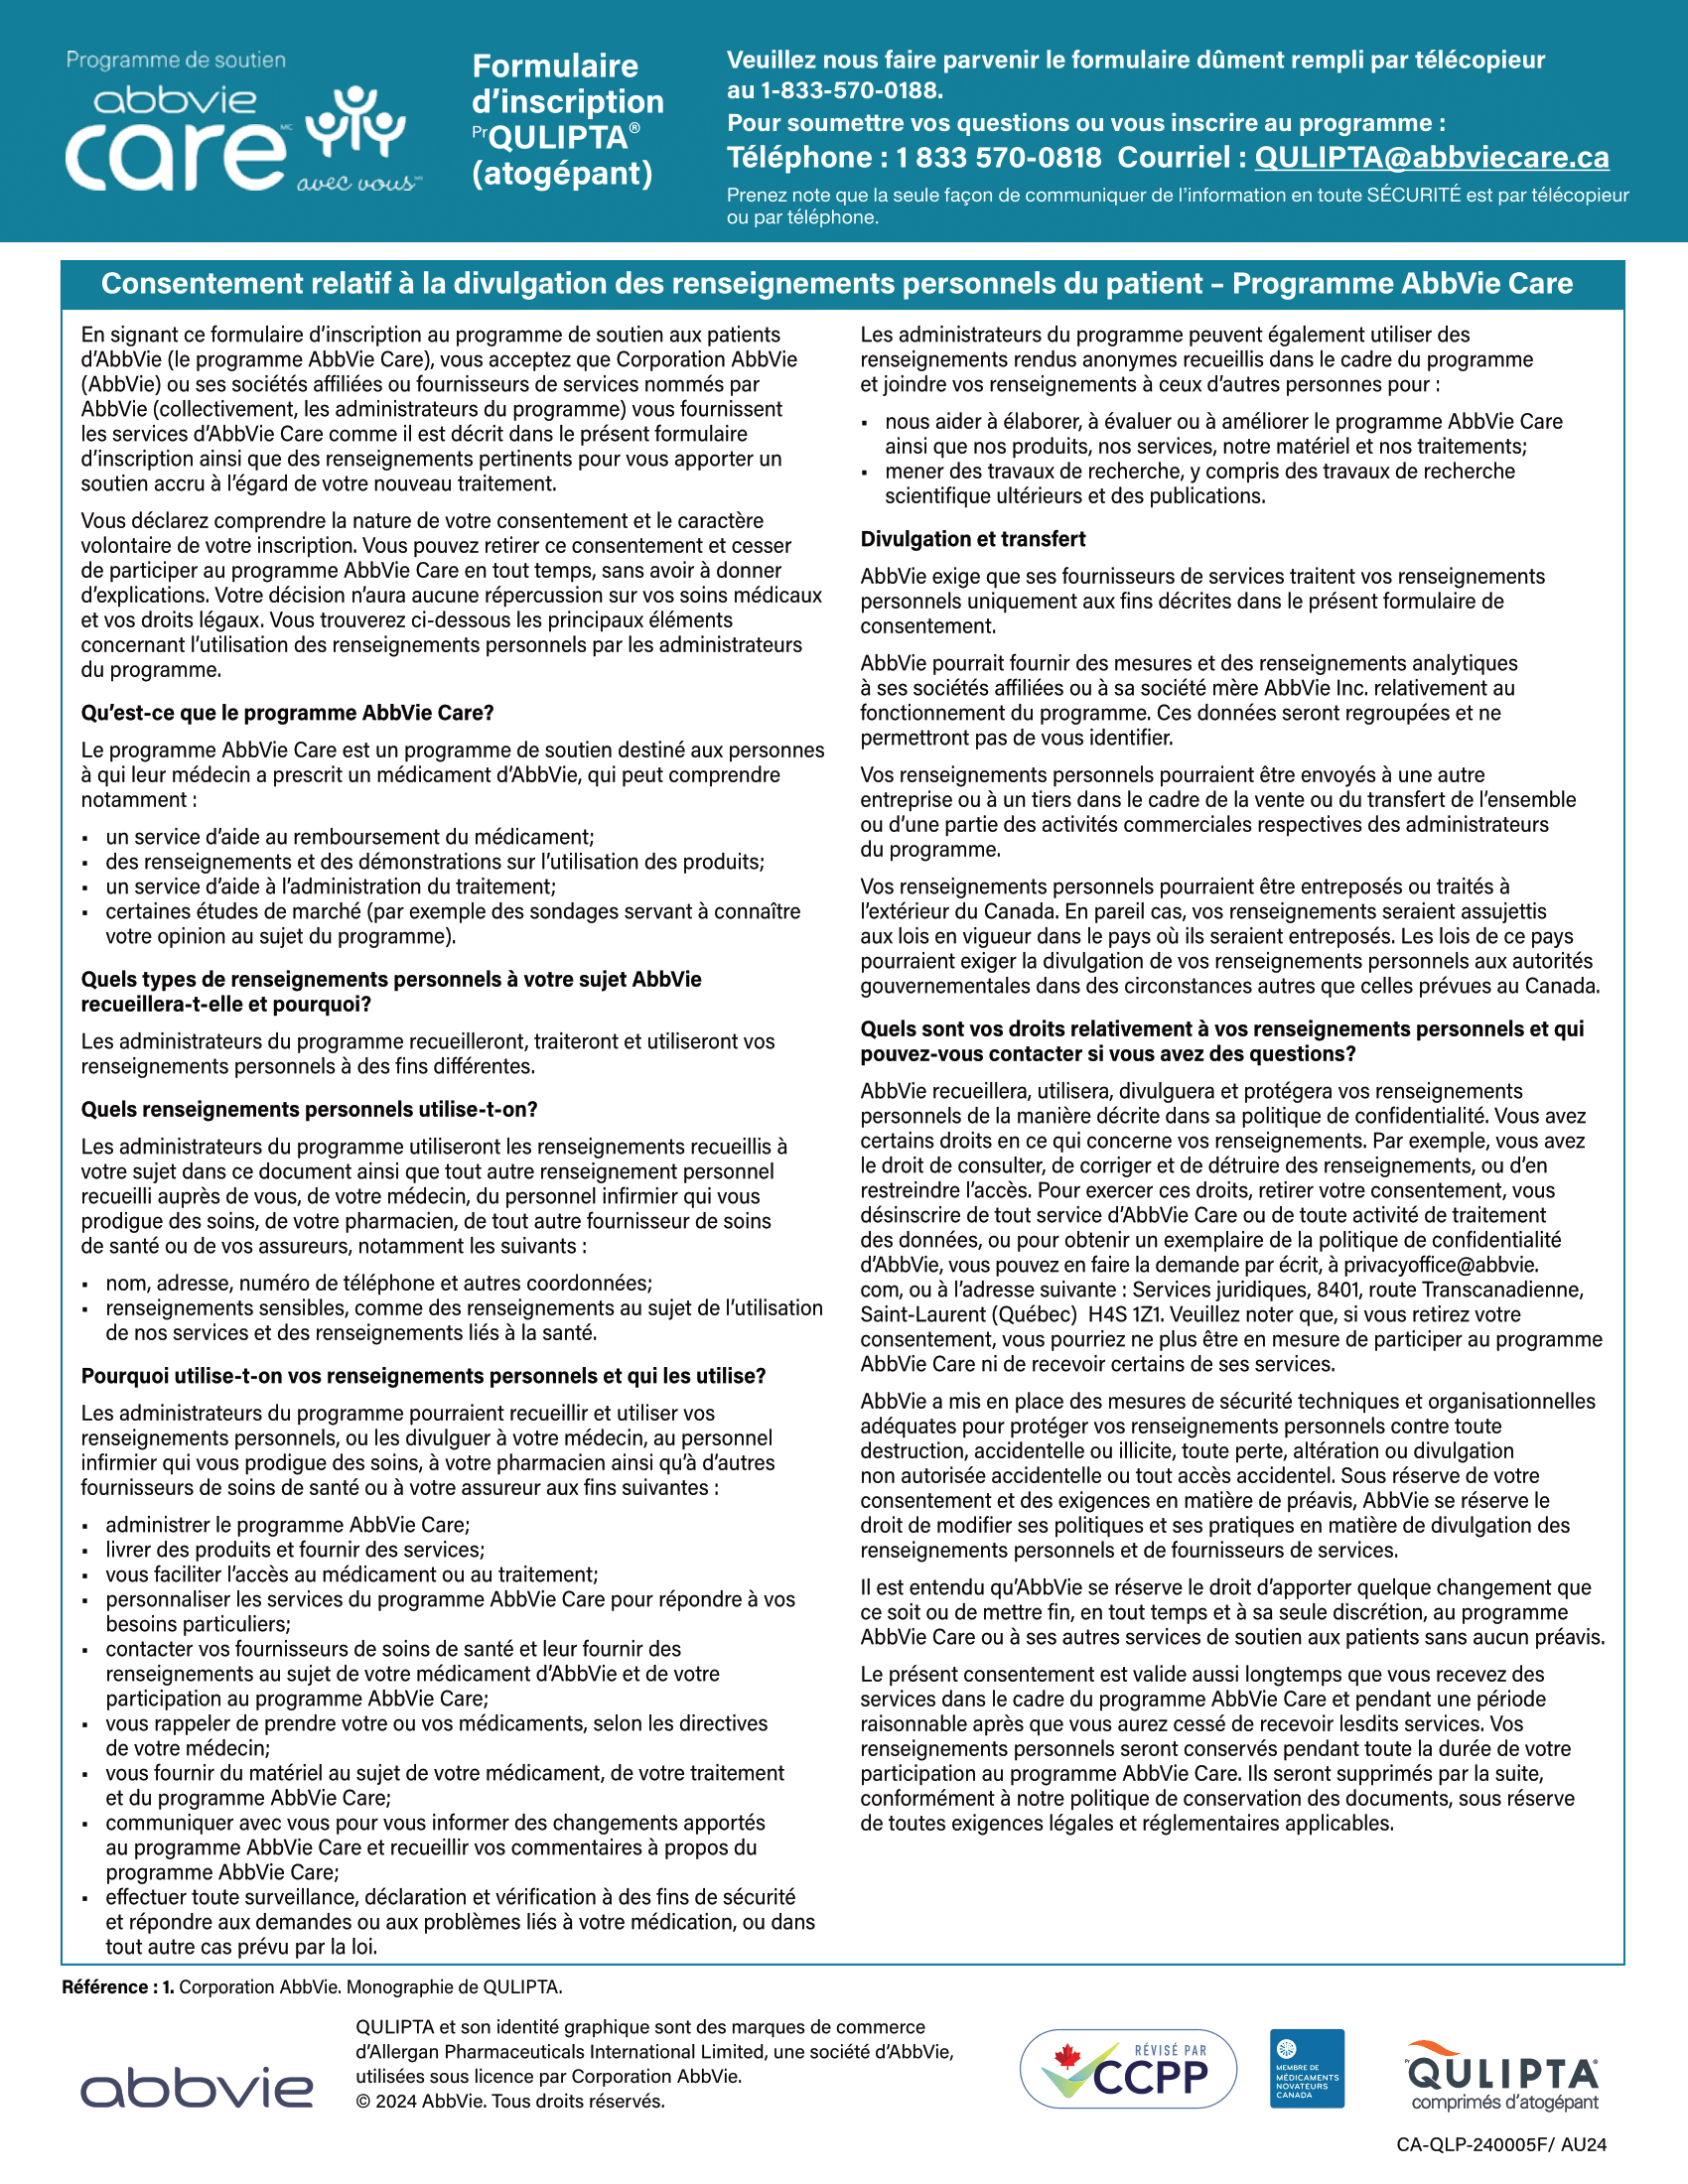 Programme de soutien
abbvie
care MC
avec vous MC
Formulaire
d’inscription
PrQULIPTA®
(atogépant)
Veuillez nous faire parvenir le formulaire dûment rempli par télécopieur
au 1-833-570-0188.
Pour soumettre vos questions ou vous inscrire au programme :
Téléphone : 1 833 570-0818 Courriel : QULIPTA@abbviecare.ca
Prenez note que la seule façon de communiquer de l’information en toute SÉCURITÉ est par télécopieur
ou par téléphone.
Consentement relatif à la divulgation des renseignements personnels du patient – Programme AbbVie Care
En signant ce formulaire d’inscription au programme de soutien aux patients
d’AbbVie (le programme AbbVie Care), vous acceptez que Corporation AbbVie
(AbbVie) ou ses sociétés affiliées ou fournisseurs de services nommés par
AbbVie (collectivement, les administrateurs du programme) vous fournissent
les services d’AbbVie Care comme il est décrit dans le présent formulaire
d’inscription ainsi que des renseignements pertinents pour vous apporter un
soutien accru à l’égard de votre nouveau traitement.
Vous déclarez comprendre la nature de votre consentement et le caractère
volontaire de votre inscription. Vous pouvez retirer ce consentement et cesser
de participer au programme AbbVie Care en tout temps, sans avoir à donner
d’explications. Votre décision n’aura aucune répercussion sur vos soins médicaux
et vos droits légaux. Vous trouverez ci-dessous les principaux éléments
concernant l’utilisation des renseignements personnels par les administrateurs
du programme.
Qu’est-ce que le programme AbbVie Care?
Le programme AbbVie Care est un programme de soutien destiné aux personnes
à qui leur médecin a prescrit un médicament d’AbbVie, qui peut comprendre
notamment :
▪ un service d’aide au remboursement du médicament;
▪ des renseignements et des démonstrations sur l’utilisation des produits;
▪ un service d’aide à l’administration du traitement;
▪ certaines études de marché (par exemple des sondages servant à connaître
votre opinion au sujet du programme).
Quels types de renseignements personnels à votre sujet AbbVie
recueillera-t-elle et pourquoi?
Les administrateurs du programme recueilleront, traiteront et utiliseront vos
renseignements personnels à des fins différentes.
Quels renseignements personnels utilise-t-on?
Les administrateurs du programme utiliseront les renseignements recueillis à
votre sujet dans ce document ainsi que tout autre renseignement personnel
recueilli auprès de vous, de votre médecin, du personnel infirmier qui vous
prodigue des soins, de votre pharmacien, de tout autre fournisseur de soins
de santé ou de vos assureurs, notamment les suivants :
▪ nom, adresse, numéro de téléphone et autres coordonnées;
▪ renseignements sensibles, comme des renseignements au sujet de l’utilisation
de nos services et des renseignements liés à la santé.
Pourquoi utilise-t-on vos renseignements personnels et qui les utilise?
Les administrateurs du programme pourraient recueillir et utiliser vos
renseignements personnels, ou les divulguer à votre médecin, au personnel
infirmier qui vous prodigue des soins, à votre pharmacien ainsi qu’à d’autres
fournisseurs de soins de santé ou à votre assureur aux fins suivantes :
▪ administrer le programme AbbVie Care;
▪ livrer des produits et fournir des services;
▪ vous faciliter l’accès au médicament ou au traitement;
▪ personnaliser les services du programme AbbVie Care pour répondre à vos
besoins particuliers;
▪ contacter vos fournisseurs de soins de santé et leur fournir des
renseignements au sujet de votre médicament d’AbbVie et de votre
participation au programme AbbVie Care;
▪ vous rappeler de prendre votre ou vos médicaments, selon les directives
de votre médecin;
▪ vous fournir du matériel au sujet de votre médicament, de votre traitement
et du programme AbbVie Care;
▪ communiquer avec vous pour vous informer des changements apportés
au programme AbbVie Care et recueillir vos commentaires à propos du
programme AbbVie Care;
▪ effectuer toute surveillance, déclaration et vérification à des fins de sécurité
et répondre aux demandes ou aux problèmes liés à votre médication, ou dans
tout autre cas prévu par la loi.
Les administrateurs du programme peuvent également utiliser des
renseignements rendus anonymes recueillis dans le cadre du programme
et joindre vos renseignements à ceux d’autres personnes pour :
▪ nous aider à élaborer, à évaluer ou à améliorer le programme AbbVie Care
ainsi que nos produits, nos services, notre matériel et nos traitements;
▪ mener des travaux de recherche, y compris des travaux de recherche
scientifique ultérieurs et des publications.
Divulgation et transfert
AbbVie exige que ses fournisseurs de services traitent vos renseignements
personnels uniquement aux fins décrites dans le présent formulaire de
consentement.
AbbVie pourrait fournir des mesures et des renseignements analytiques
à ses sociétés affiliées ou à sa société mère AbbVie Inc. relativement au
fonctionnement du programme. Ces données seront regroupées et ne
permettront pas de vous identifier.
Vos renseignements personnels pourraient être envoyés à une autre
entreprise ou à un tiers dans le cadre de la vente ou du transfert de l’ensemble
ou d’une partie des activités commerciales respectives des administrateurs
du programme.
Vos renseignements personnels pourraient être entreposés ou traités à
l’extérieur du Canada. En pareil cas, vos renseignements seraient assujettis
aux lois en vigueur dans le pays où ils seraient entreposés. Les lois de ce pays
pourraient exiger la divulgation de vos renseignements personnels aux autorités
gouvernementales dans des circonstances autres que celles prévues au Canada.
Quels sont vos droits relativement à vos renseignements personnels et qui
pouvez-vous contacter si vous avez des questions?
AbbVie recueillera, utilisera, divulguera et protégera vos renseignements
personnels de la manière décrite dans sa politique de confidentialité. Vous avez
certains droits en ce qui concerne vos renseignements. Par exemple, vous avez
le droit de consulter, de corriger et de détruire des renseignements, ou d’en
restreindre l’accès. Pour exercer ces droits, retirer votre consentement, vous
désinscrire de tout service d’AbbVie Care ou de toute activité de traitement
des données, ou pour obtenir un exemplaire de la politique de confidentialité
d’AbbVie, vous pouvez en faire la demande par écrit, à privacyoffice@abbvie.
com, ou à l’adresse suivante : Services juridiques, 8401, route Transcanadienne,
Saint-Laurent (Québec) H4S 1Z1. Veuillez noter que, si vous retirez votre
consentement, vous pourriez ne plus être en mesure de participer au programme
AbbVie Care ni de recevoir certains de ses services.
AbbVie a mis en place des mesures de sécurité techniques et organisationnelles
adéquates pour protéger vos renseignements personnels contre toute
destruction, accidentelle ou illicite, toute perte, altération ou divulgation
non autorisée accidentelle ou tout accès accidentel. Sous réserve de votre
consentement et des exigences en matière de préavis, AbbVie se réserve le
droit de modifier ses politiques et ses pratiques en matière de divulgation des
renseignements personnels et de fournisseurs de services.
Il est entendu qu’AbbVie se réserve le droit d’apporter quelque changement que
ce soit ou de mettre fin, en tout temps et à sa seule discrétion, au programme
AbbVie Care ou à ses autres services de soutien aux patients sans aucun préavis.
Le présent consentement est valide aussi longtemps que vous recevez des
services dans le cadre du programme AbbVie Care et pendant une période
raisonnable après que vous aurez cessé de recevoir lesdits services. Vos
renseignements personnels seront conservés pendant toute la durée de votre
participation au programme AbbVie Care. Ils seront supprimés par la suite,
conformément à notre politique de conservation des documents, sous réserve
de toutes exigences légales et réglementaires applicables.
Référence : 1. Corporation AbbVie. Monographie de QULIPTA.
abbvie
QULIPTA et son identité graphique sont des marques de commerce
d’Allergan Pharmaceuticals International Limited, une société d’AbbVie,
utilisées sous licence par Corporation AbbVie.
© 2024 AbbVie. Tous droits réservés.
RÉVISÉ PAR
CCPP
MEMBRE DE
MÉDICAMENTS
NOVATEURS
CANADA
PrQULIPTA®
comprimés d’atogépant
CA-QLP-240005F/ AU24